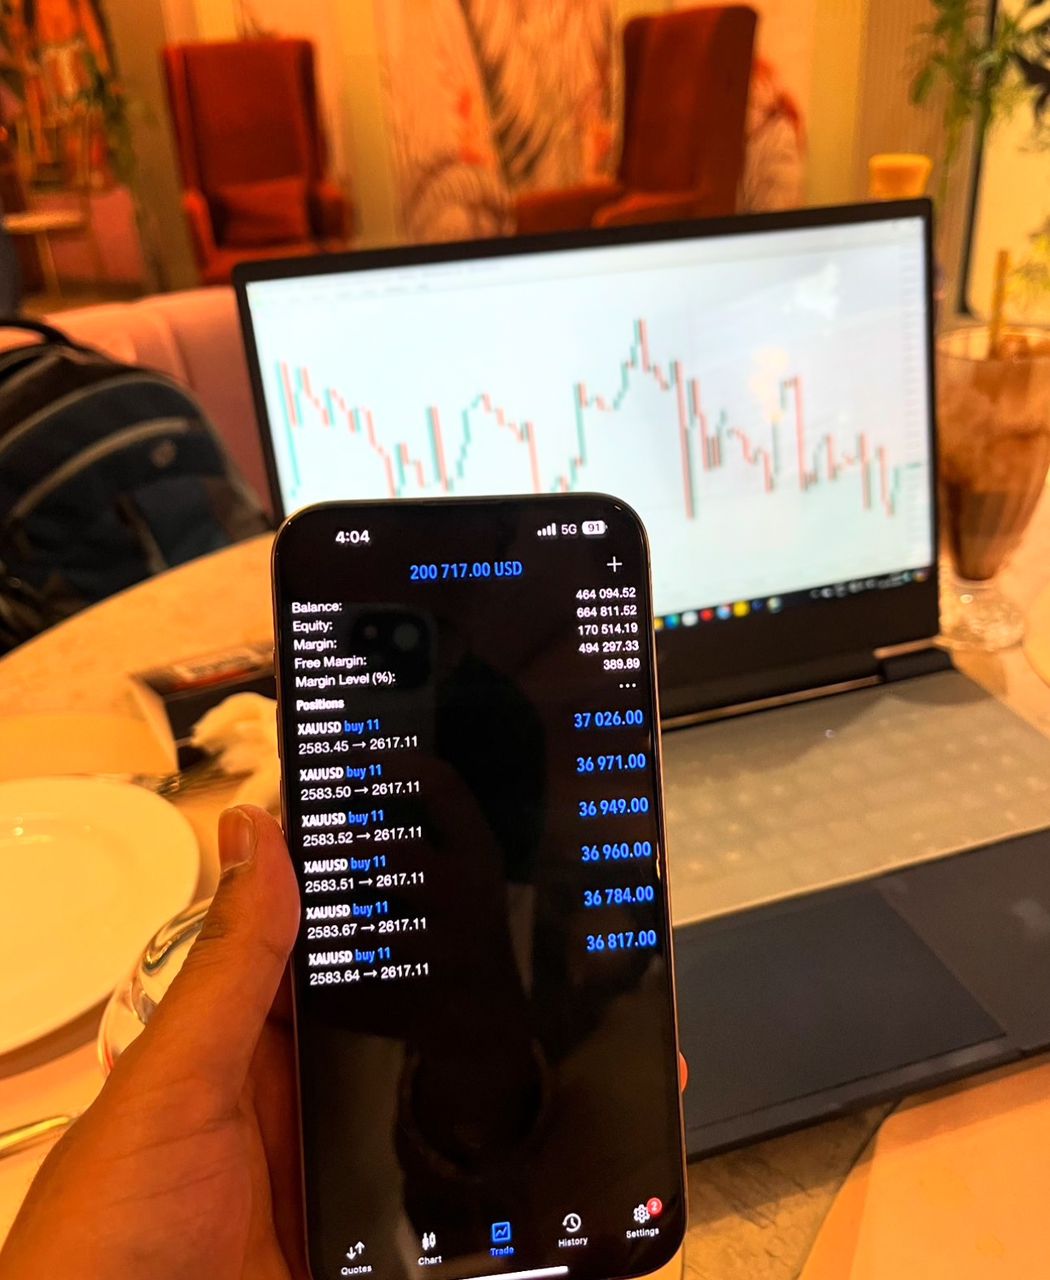 4:04
5G 91
200 717.00 USD
Balance: 464 094.52
Equity: 664 811.52
Margin: 170 514.19
Free Margin: 494 297.33
Margin Level (%): 389.89
Positions
XAUUSD buy 11
2583.45 → 2617.11 37 026.00
XAUUSD buy 11
2583.50 → 2617.11 36 971.00
XAUUSD buy 11
2583.52 → 2617.11 36 949.00
XAUUSD buy 11
2583.51 → 2617.11 36 960.00
XAUUSD buy 11
2583.67 → 2617.11 36 784.00
XAUUSD buy 11
2583.64 → 2617.11 36 817.00
Quotes Chart Trade History Settings 2